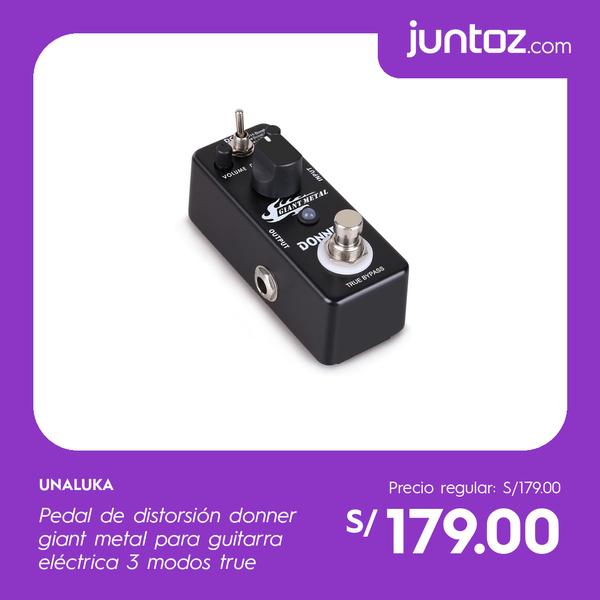 juntoz.com
VOLUME
INPUT
GIANT METAL
OUTPUT
TRUE BYPASS
UNALUKA
Pedal de distorsión donner
giant metal para guitarra
eléctrica 3 modos true
Precio regular: S/179.00
S/179.00